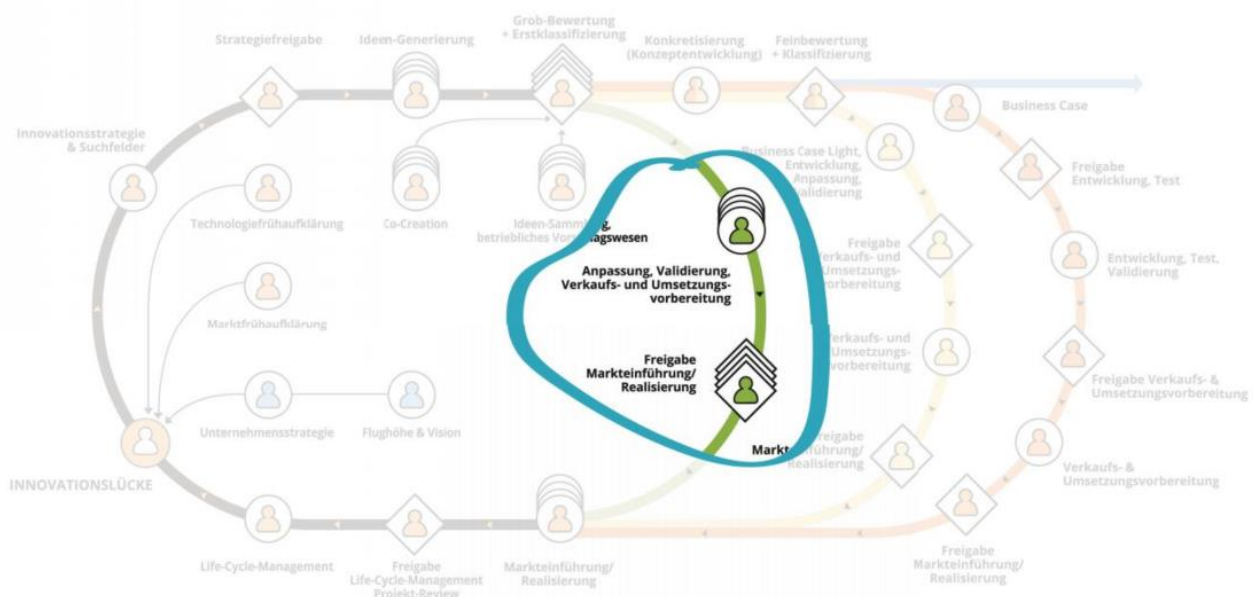 Strategiefreigabe
Ideen-Generierung
Grob-Bewertung
+ Erstklassifizierung
Konkretisierung
(Konzeptentwicklung)
Feinbewertung
+ Klassifizierung
Business Case
Innovationsstrategie
& Suchfelder
Business Case Light,
Entwicklung,
Anpassung,
Validierung
Freigabe
Entwicklung, Test
Technologiefrühaufklärung
Co-Creation
Ideen-Sammlung,
betriebliches Vorschlagswesen
Freigabe
Verkaufs- und
Umsetzungs-
vorbereitung
Entwicklung, Test,
Validierung
Anpassung, Validierung,
Verkaufs- und Umsetzungs-
vorbereitung
Marktfrühaufklärung
Verkaufs- und
Umsetzungs-
vorbereitung
Freigabe
Markteinführung/
Realisierung
Freigabe Verkaufs- &
Umsetzungsvorbereitung
Unternehmensstrategie
Flughöhe & Vision
Freigabe
Markteinführung/
Realisierung
Verkaufs- &
Umsetzungsvorbereitung
INNOVATIONSLÜCKE
Life-Cycle-Management
Freigabe
Life-Cycle-Management
Projekt-Review
Markteinführung/
Realisierung
Freigabe
Markteinführung/
Realisierung